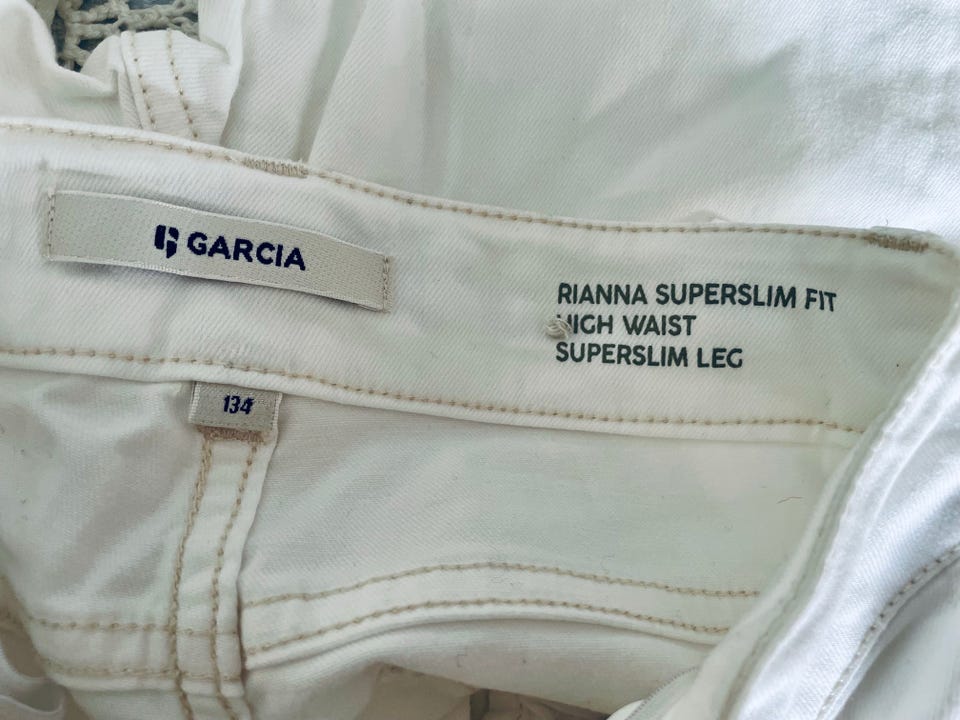 GARCIA
RIANNA SUPERSLIM FIT
HIGH WAIST
SUPERSLIM LEG
134